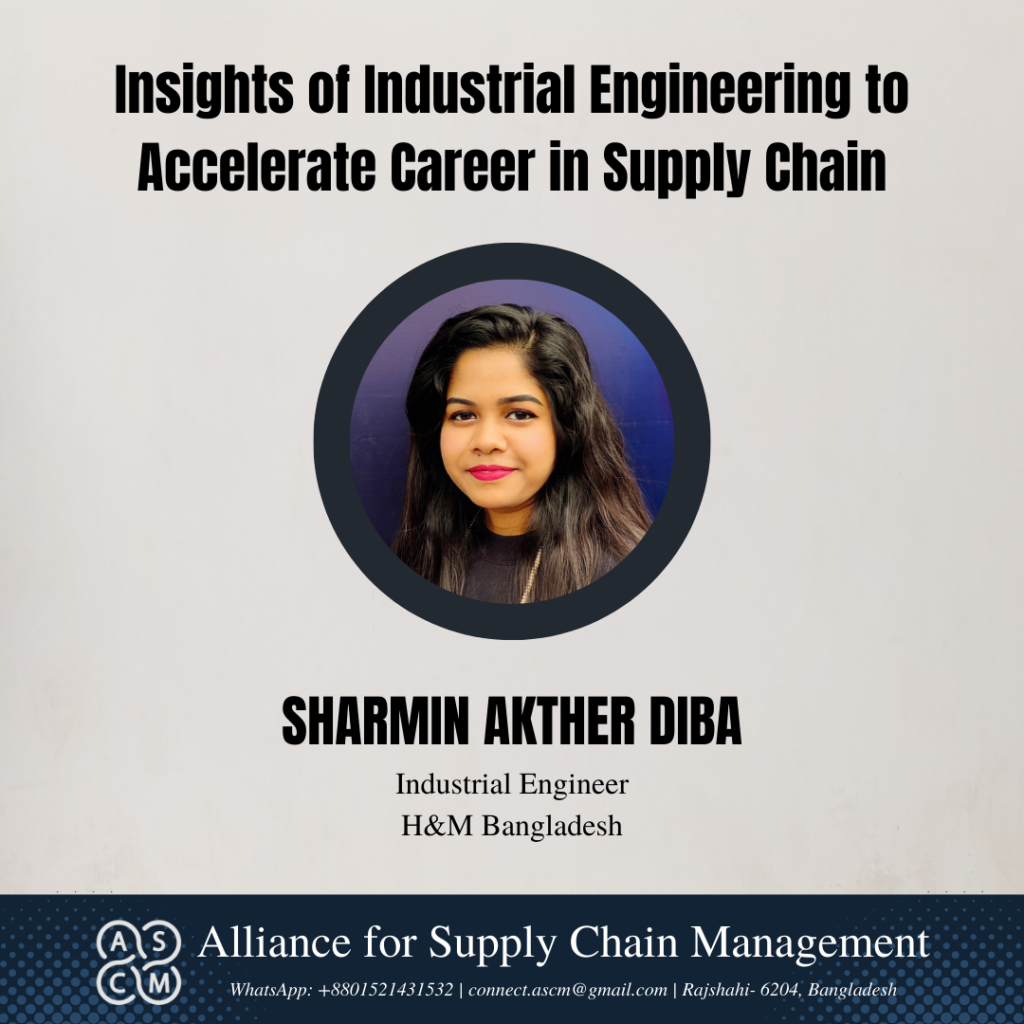 Insights of Industrial Engineering to
Accelerate Career in Supply Chain
SHARMIN AKTHER DIBA
Industrial Engineer
H&M Bangladesh
A S
C M
Alliance for Supply Chain Management
WhatsApp: +8801521431532 | connect.ascm@gmail.com | Rajshahi- 6204, Bangladesh